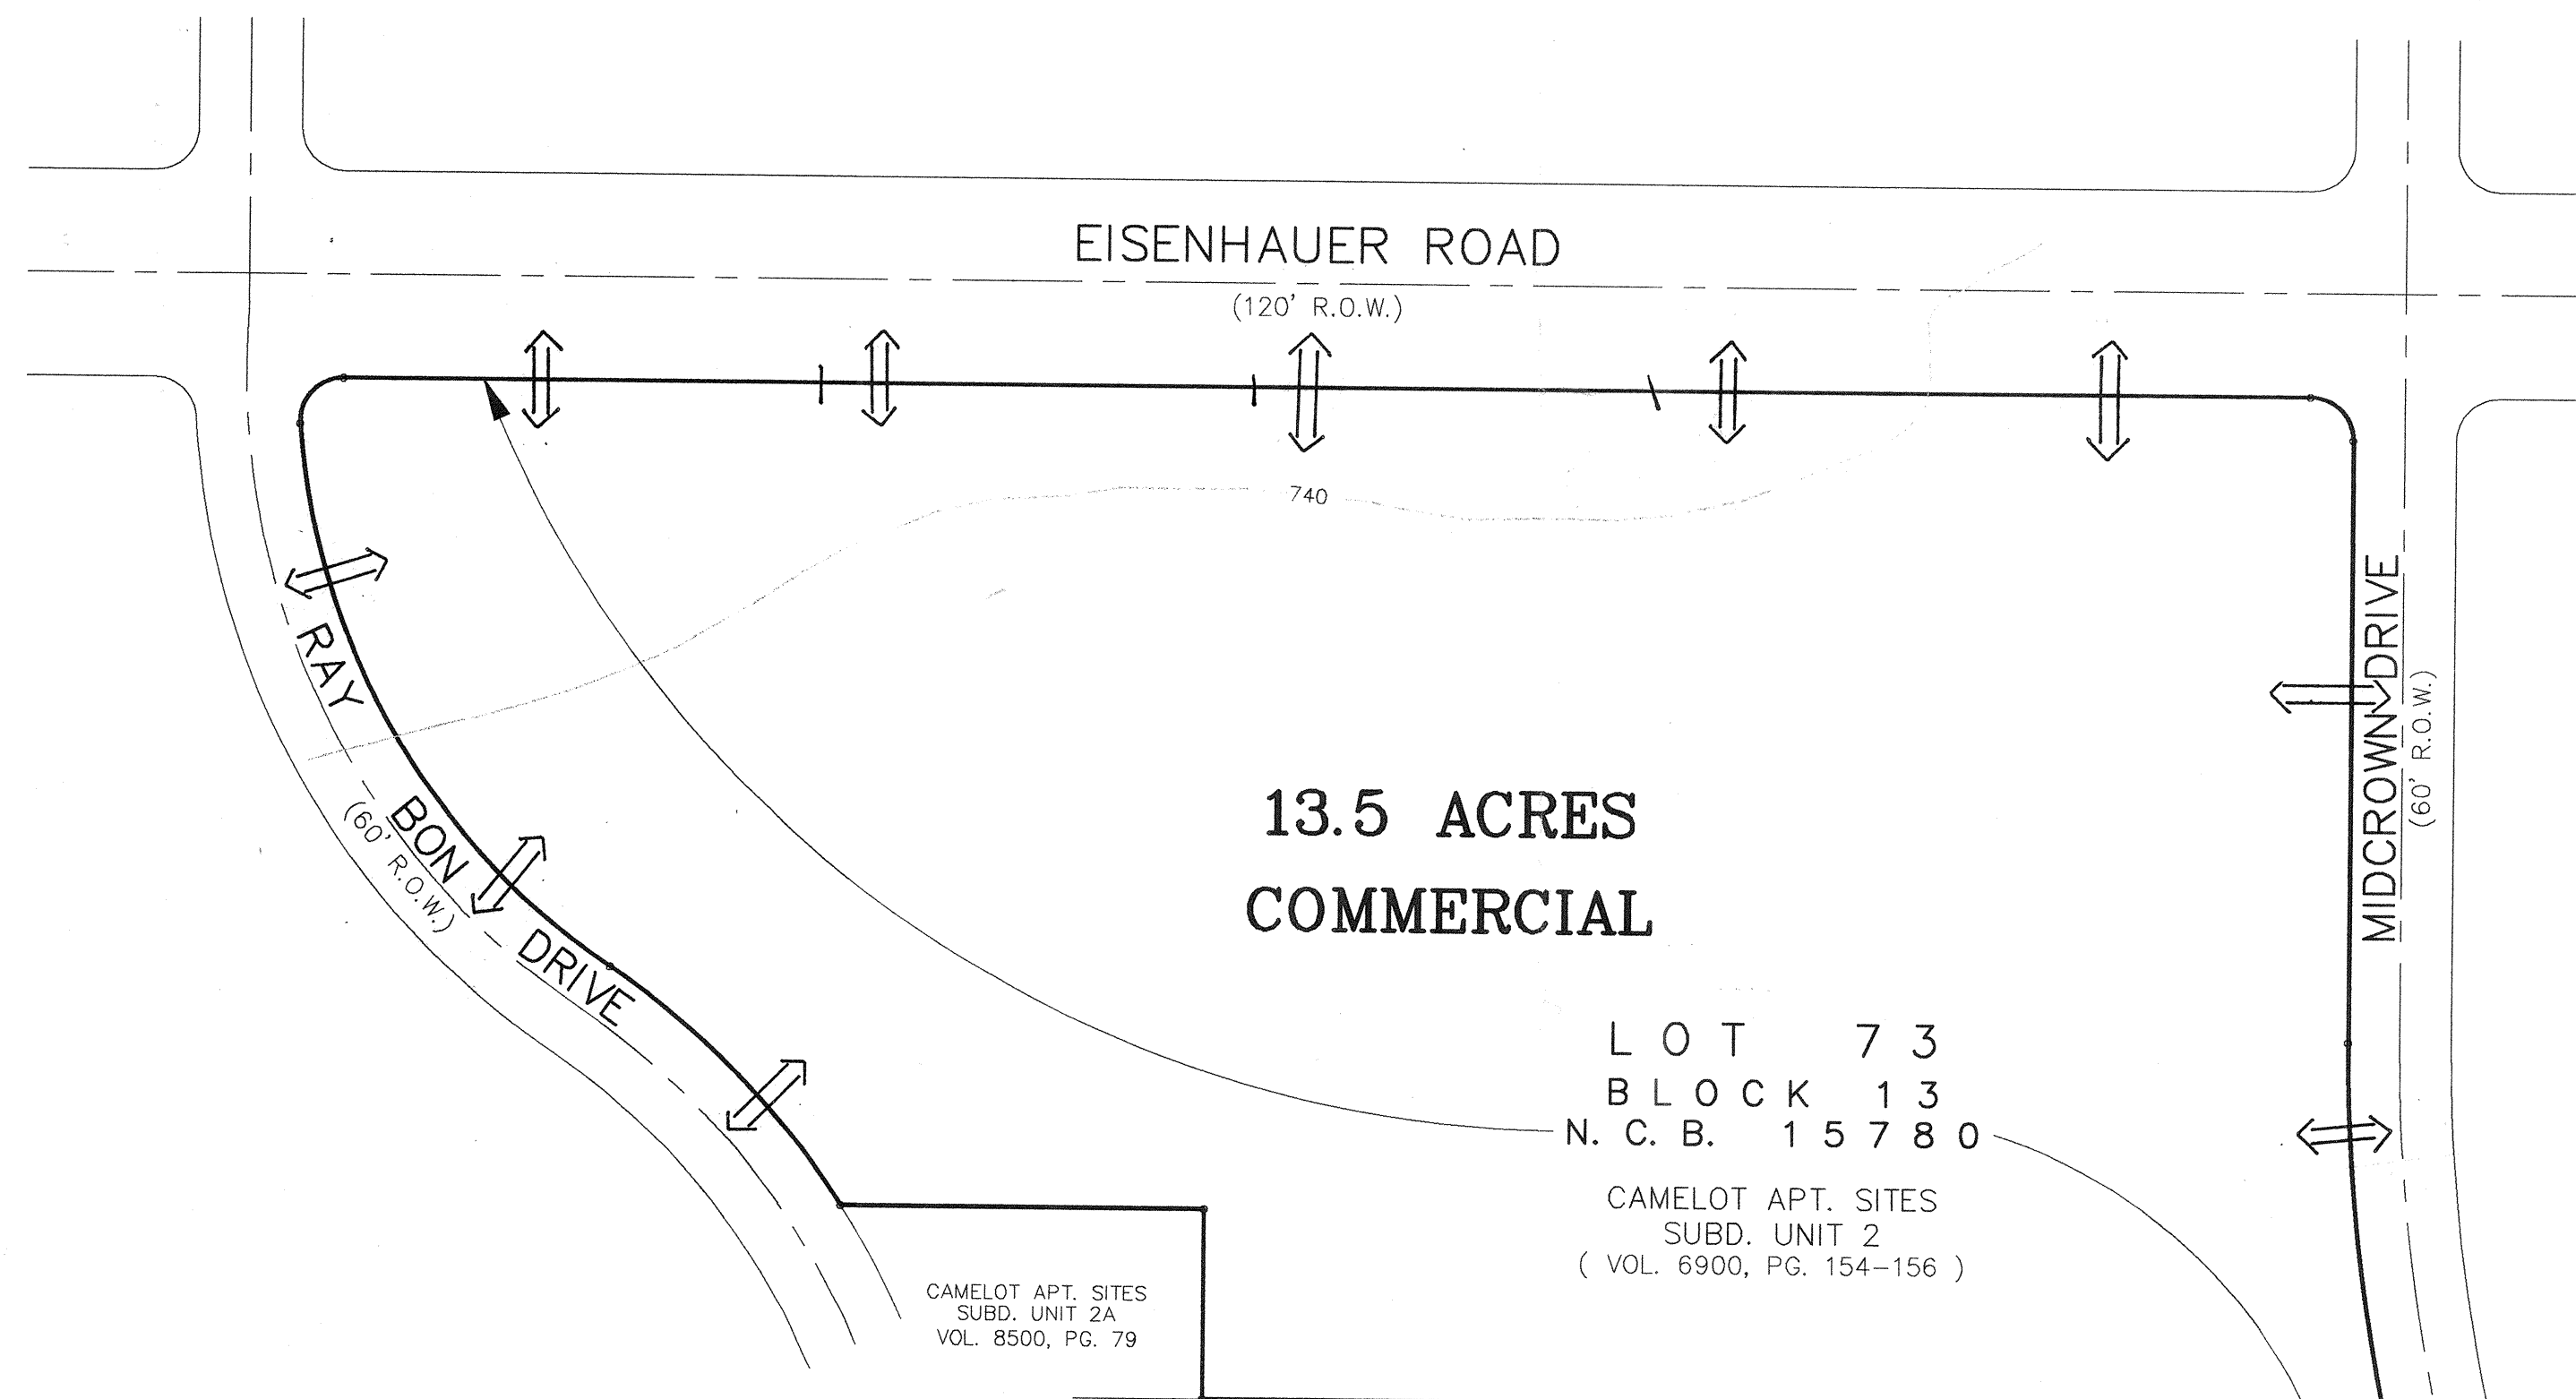 EISENHAUER ROAD
(120' R.O.W.)
740
RAY BON DRIVE
(60' R.O.W.)
MIDCROWN DRIVE
(60' R.O.W.)
13.5 ACRES
COMMERCIAL
LOT 73
BLOCK 13
N.C.B. 15780
CAMELOT APT. SITES
SUBD. UNIT 2
( VOL. 6900, PG. 154-156 )
CAMELOT APT. SITES
SUBD. UNIT 2A
VOL. 8500, PG. 79